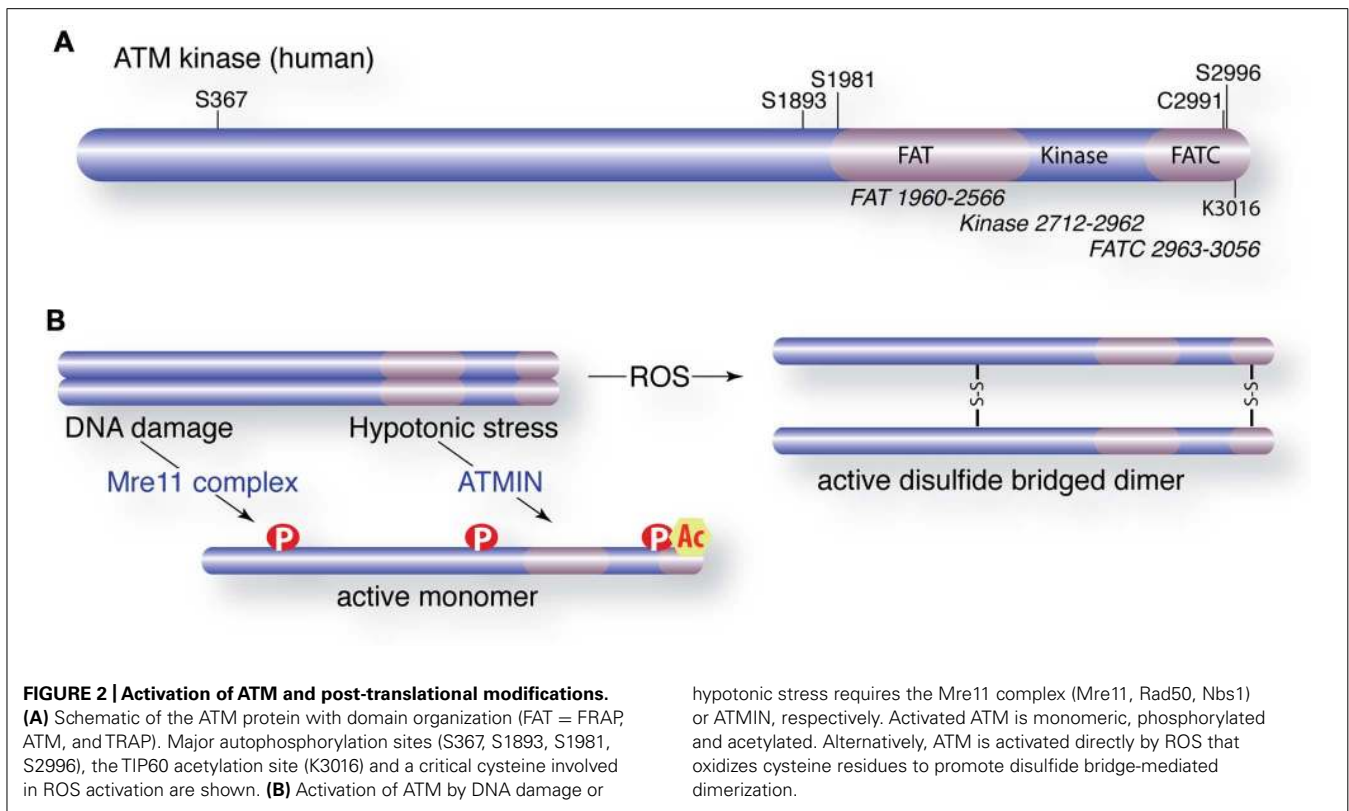 A
ATM kinase (human)
S367
S1893
S1981
C2991
S2996
FAT
Kinase
FATC
K3016
FAT 1960-2566
Kinase 2712-2962
FATC 2963-3056
B
ROS
DNA damage
Hypotonic stress
Mre11 complex
ATMIN
P
P
P
Ac
active monomer
S-S
S-S
active disulfide bridged dimer
FIGURE 2 | Activation of ATM and post-translational modifications.
(A) Schematic of the ATM protein with domain organization (FAT = FRAP,
ATM, and TRAP). Major autophosphorylation sites (S367, S1893, S1981,
S2996), the TIP60 acetylation site (K3016) and a critical cysteine involved
in ROS activation are shown. (B) Activation of ATM by DNA damage or
hypotonic stress requires the Mre11 complex (Mre11, Rad50, Nbs1)
or ATMIN, respectively. Activated ATM is monomeric, phosphorylated
and acetylated. Alternatively, ATM is activated directly by ROS that
oxidizes cysteine residues to promote disulfide bridge-mediated
dimerization.